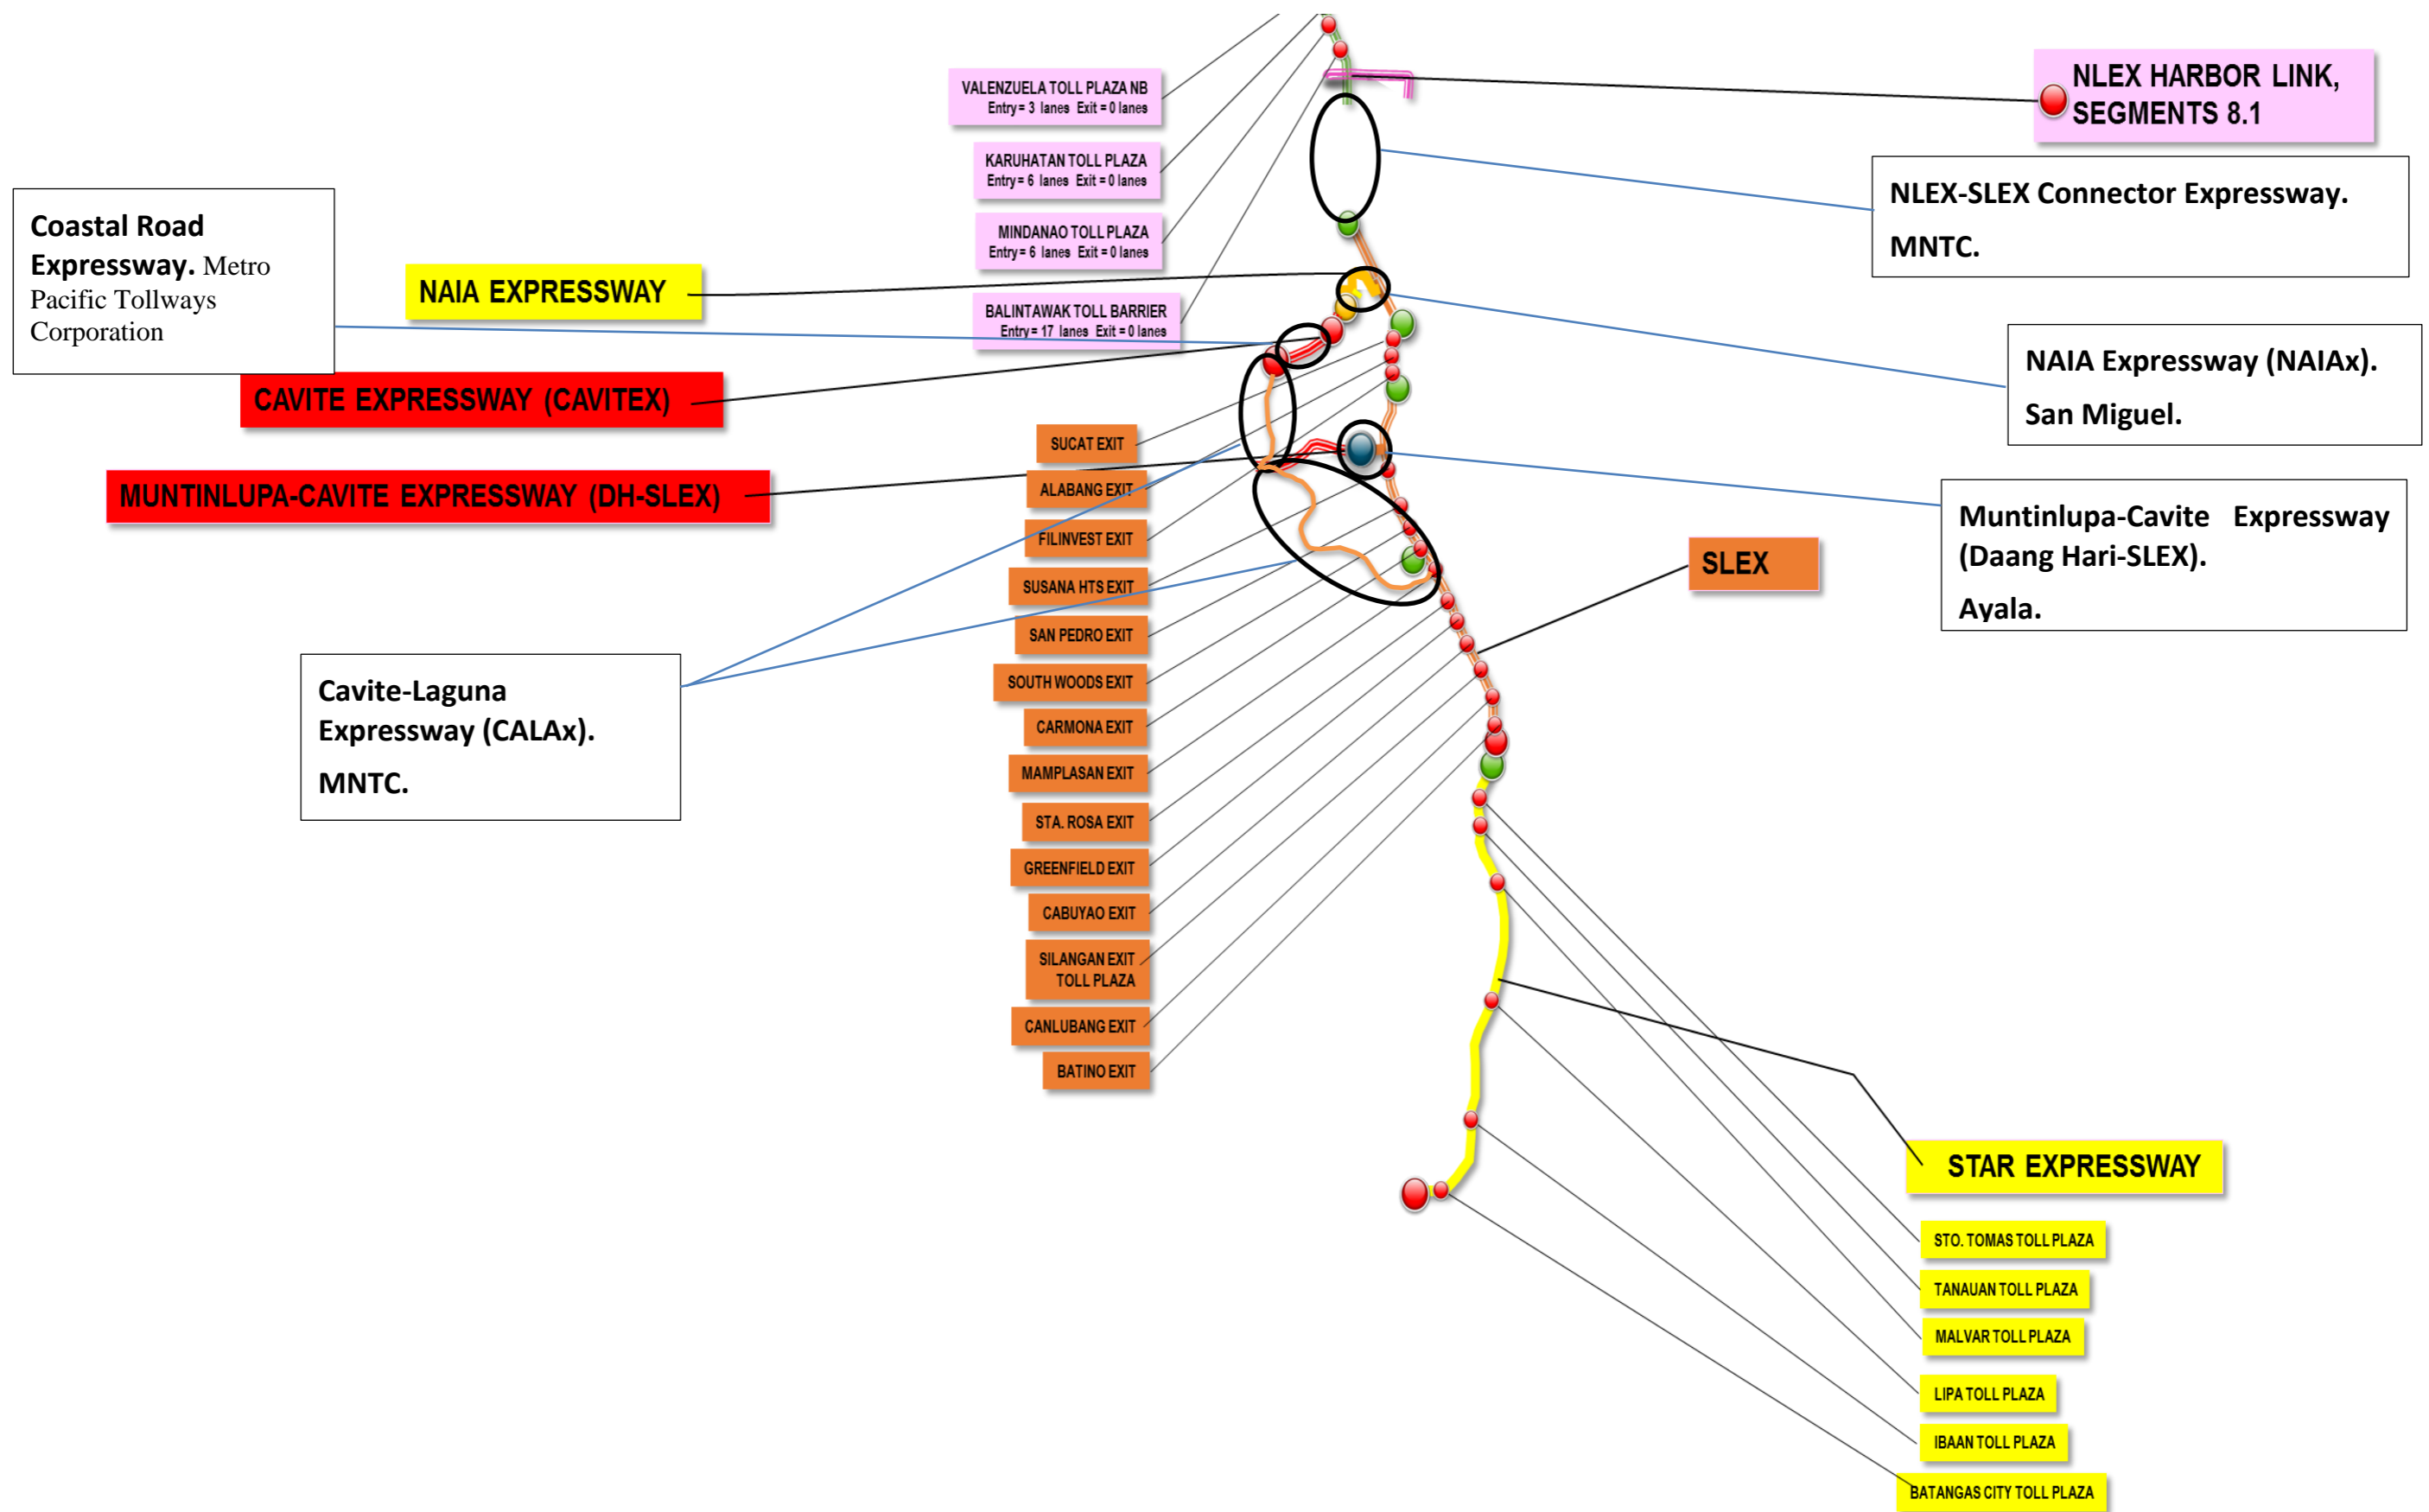 VALENZUELA TOLL PLAZA NB
Entry = 3 lanes Exit = 0 lanes
KARUHATAN TOLL PLAZA
Entry = 6 lanes Exit = 0 lanes
MINDANAO TOLL PLAZA
Entry = 6 lanes Exit = 0 lanes
BALINTAWAK TOLL BARRIER
Entry = 17 lanes Exit = 0 lanes
NLEX HARBOR LINK,
SEGMENTS 8.1
NLEX-SLEX Connector Expressway.
MNTC.
Coastal Road
Expressway. Metro
Pacific Tollways
Corporation
NAIA EXPRESSWAY
CAVITE EXPRESSWAY (CAVITEX)
MUNTINLUPA-CAVITE EXPRESSWAY (DH-SLEX)
NAIA Expressway (NAIAx).
San Miguel.
Muntinlupa-Cavite Expressway
(Daang Hari-SLEX).
Ayala.
SLEX
SUCAT EXIT
ALABANG EXIT
FILINVEST EXIT
SUSANA HTS EXIT
SAN PEDRO EXIT
SOUTH WOODS EXIT
CARMONA EXIT
MAMPLASAN EXIT
STA. ROSA EXIT
GREENFIELD EXIT
CABUYAO EXIT
SILANGAN EXIT
TOLL PLAZA
CANLUBANG EXIT
BATINO EXIT
Cavite-Laguna
Expressway (CALAx).
MNTC.
STAR EXPRESSWAY
STO. TOMAS TOLL PLAZA
TANAUAN TOLL PLAZA
MALVAR TOLL PLAZA
LIPA TOLL PLAZA
IBAAN TOLL PLAZA
BATANGAS CITY TOLL PLAZA